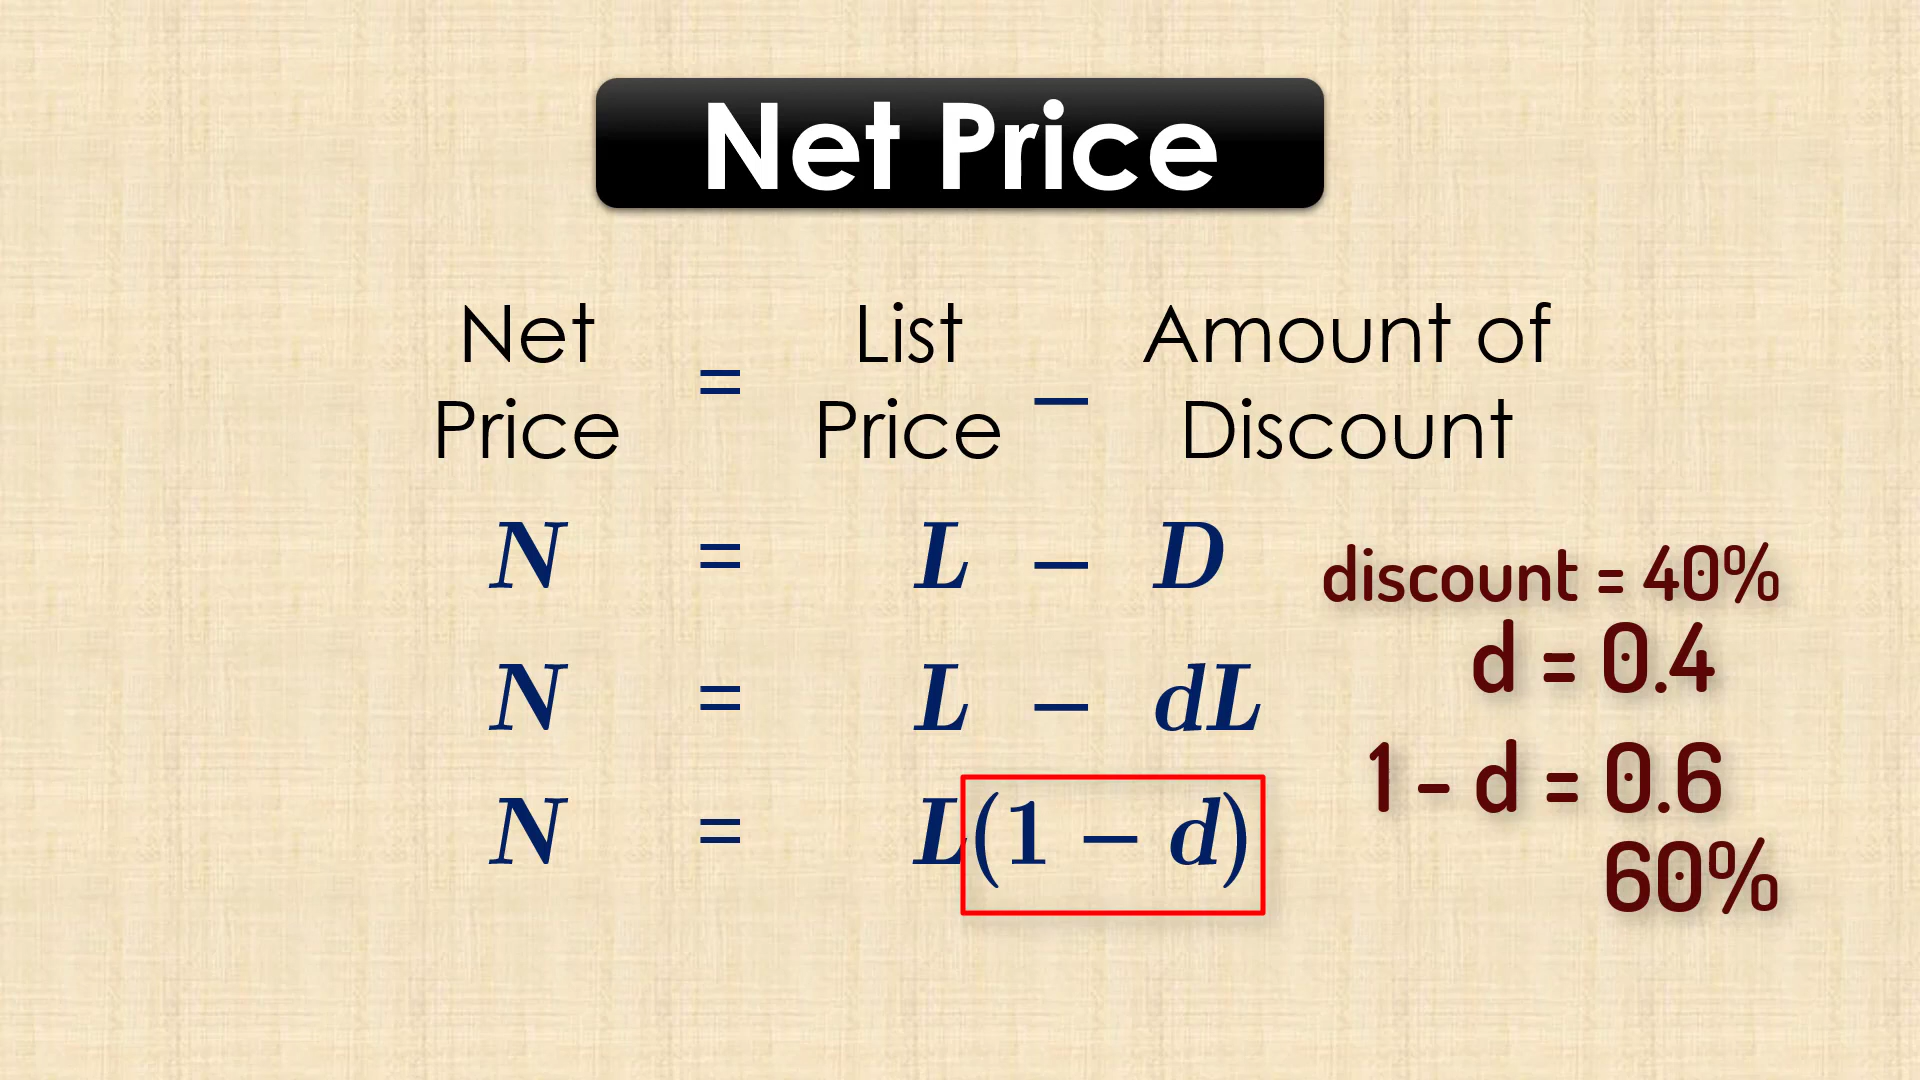 Net Price
Net Price = List Price – Amount of Discount
N = L – D
discount = 40%
N = L – dL
d = 0.4
N = L(1 – d)
1 - d = 0.6
60%